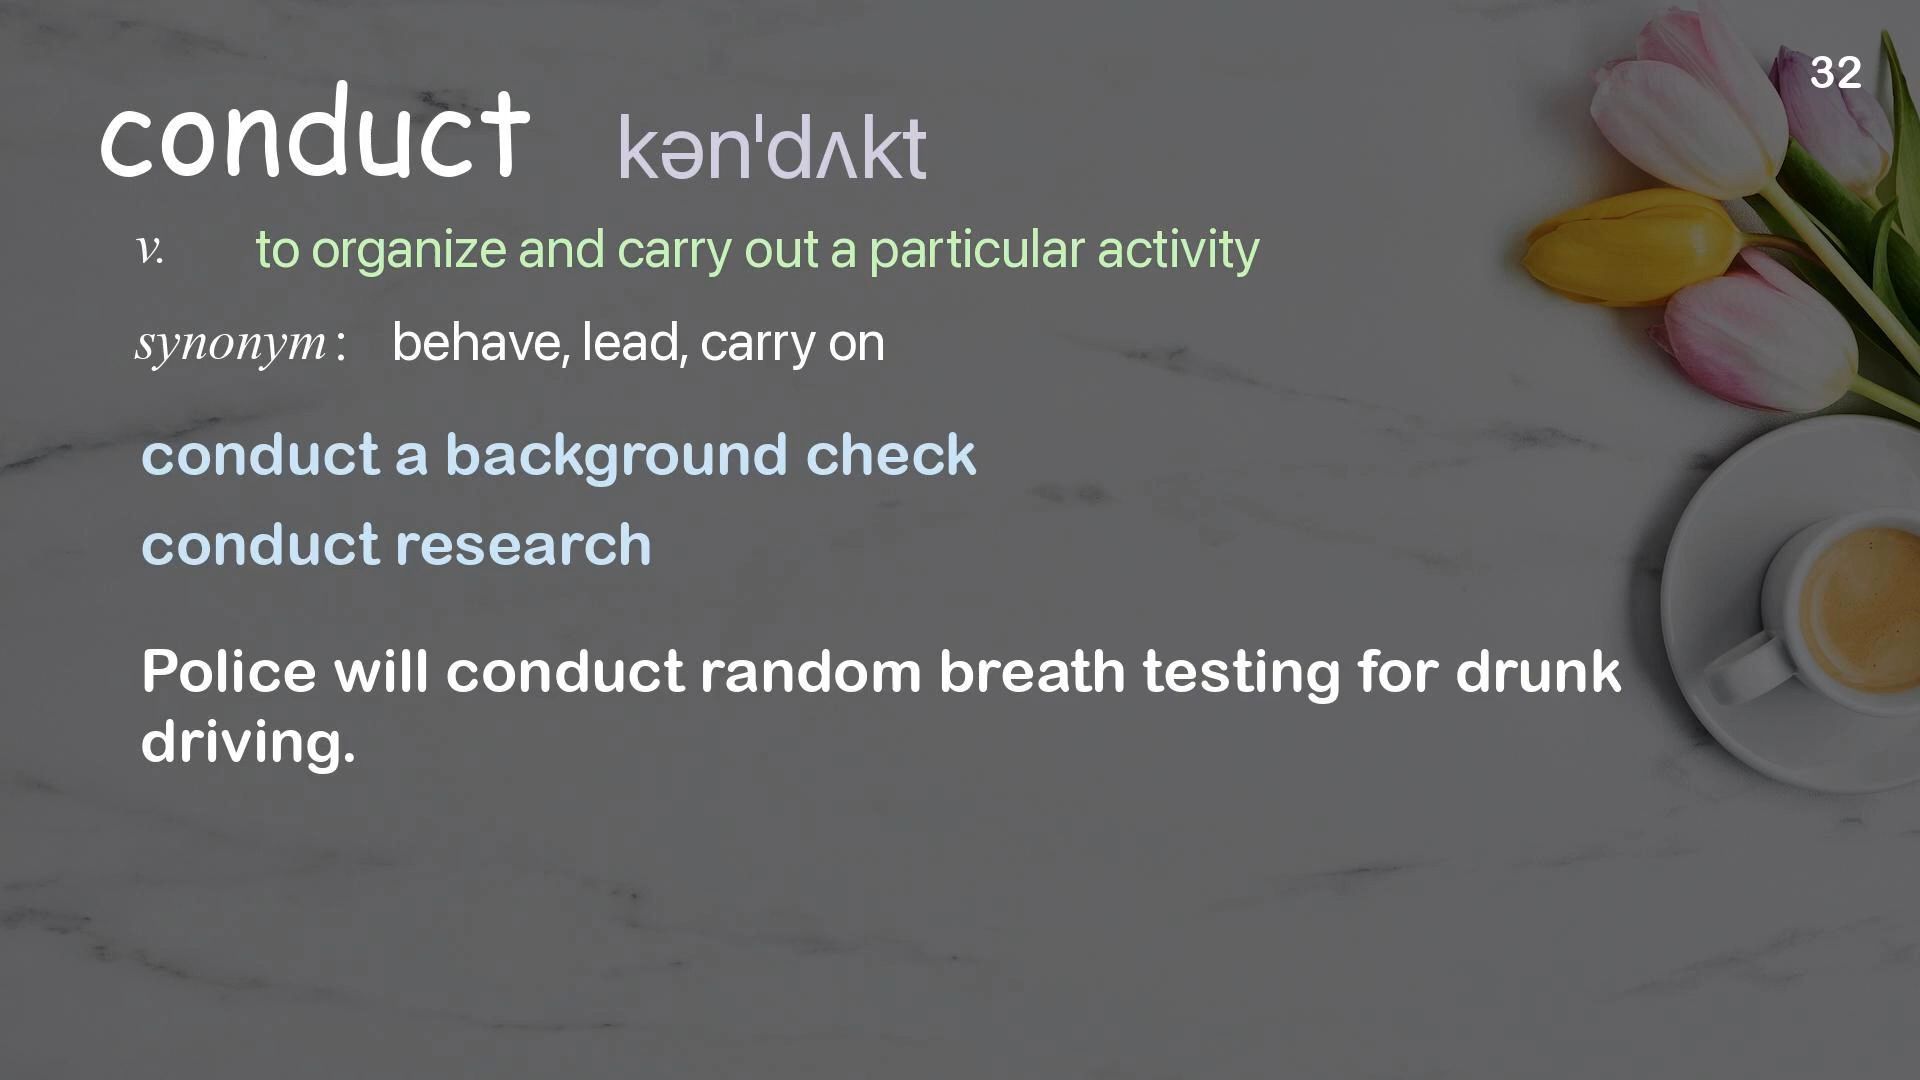 32
conduct kən'dʌkt
v. to organize and carry out a particular activity
synonym : behave, lead, carry on
conduct a background check
conduct research
Police will conduct random breath testing for drunk
driving.